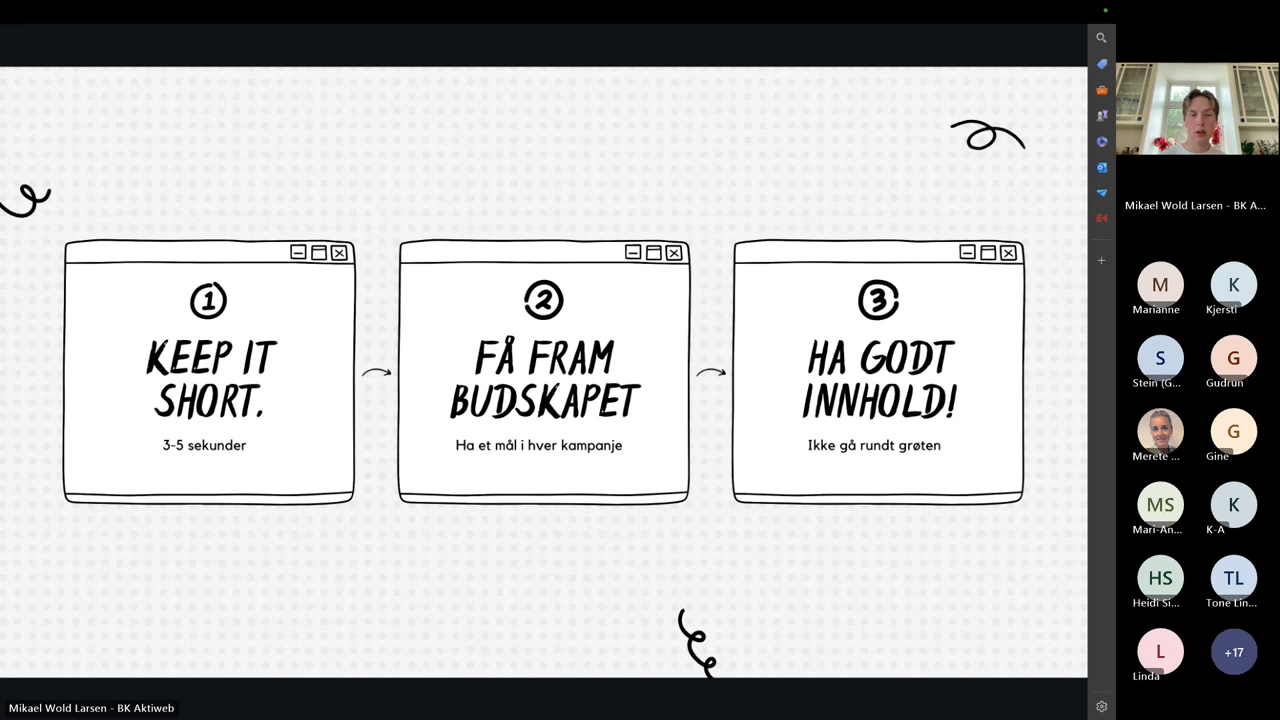 1
KEEP IT
SHORT.
3-5 sekunder
2
FÅ FRAM
BUDSKAPET
Ha et mål i hver kampanje
3
HA GODT
INNHOLD!
Ikke gå rundt grøten
Mikael Wold Larsen - BK A...
M
Marianne
K
Kjersti
S
Stein (G...
G
Gudrun
Merete ...
G
Gine
MS
Mari-An...
K
K-A
HS
Heidi Si...
TL
Tone Lin...
L
Linda
+17
Mikael Wold Larsen - BK Aktiweb